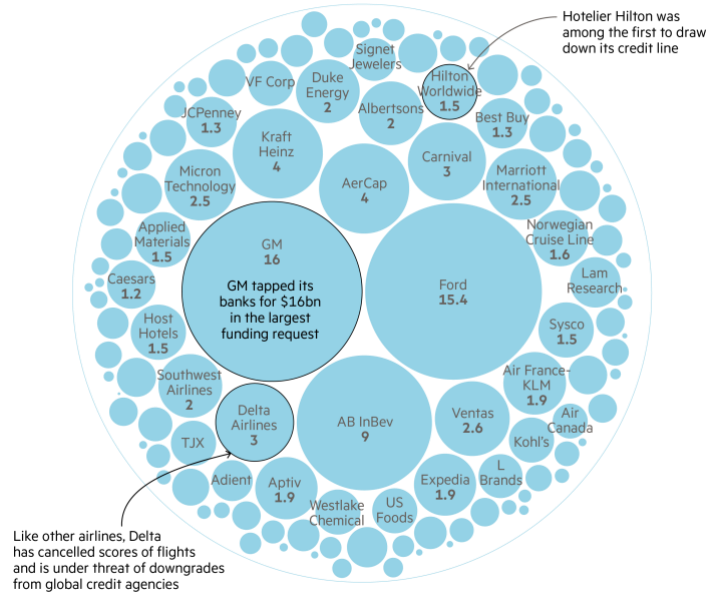 Hotelier Hilton was
among the first to draw
down its credit line
Signet
Jewelers
VF Corp
Duke
Energy
2
Hilton
Worldwide
1.5
Albertsons
2
JCPenney
1.3
Best Buy
1.3
Kraft
Heinz
4
Carnival
3
Micron
Technology
2.5
AerCap
4
Marriott
International
2.5
Applied
Materials
1.5
GM
16
GM tapped its
banks for $16bn
in the largest
funding request
Norwegian
Cruise Line
1.6
Caesars
1.2
Ford
15.4
Lam
Research
Host
Hotels
1.5
Sysco
1.5
Southwest
Airlines
2
Air France-
KLM
1.9
Delta
Airlines
3
AB InBev
9
Ventas
2.6
Air
Canada
TJX
Kohl's
Adient
Aptiv
1.9
Expedia
1.9
L
Brands
Westlake
Chemical
US
Foods
Like other airlines, Delta
has cancelled scores of flights
and is under threat of downgrades
from global credit agencies